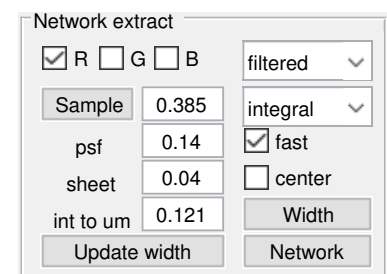 Network extract
R G B filtered
Sample 0.385 integral
psf 0.14 fast
sheet 0.04 center
int to um 0.121 Width
Update width Network